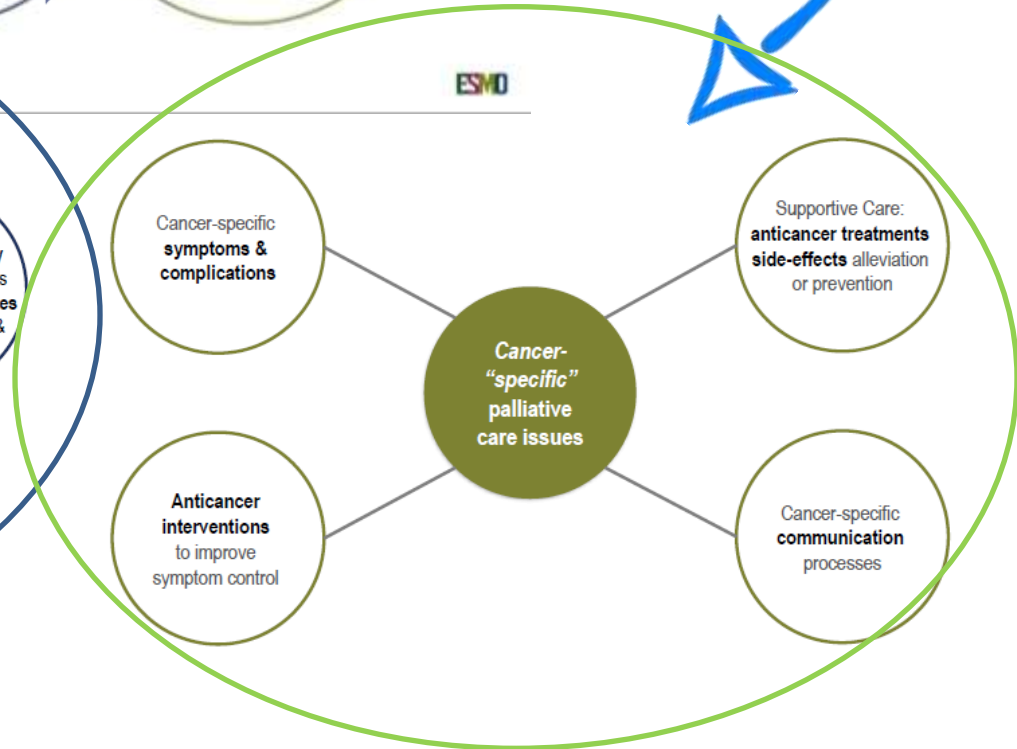 ESMO
Cancer-specific
symptoms &
complications
Supportive Care:
anticancer treatments
side-effects alleviation
or prevention
Cancer-
“specific”
palliative
care issues
Anticancer
interventions
to improve
symptom control
Cancer-specific
communication
processes